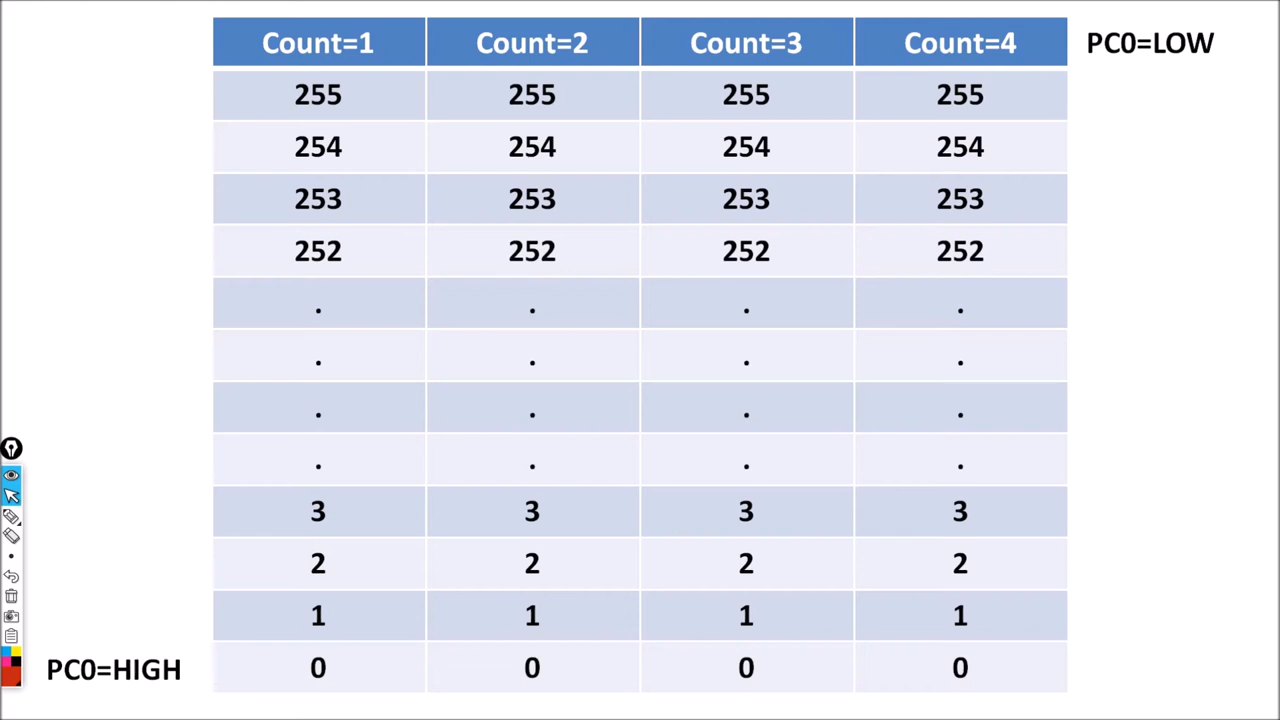 Count=1 Count=2 Count=3 Count=4 PC0=LOW
255 255 255 255
254 254 254 254
253 253 253 253
252 252 252 252
. . . .
. . . .
. . . .
. . . .
3 3 3 3
2 2 2 2
1 1 1 1
PC0=HIGH 0 0 0 0